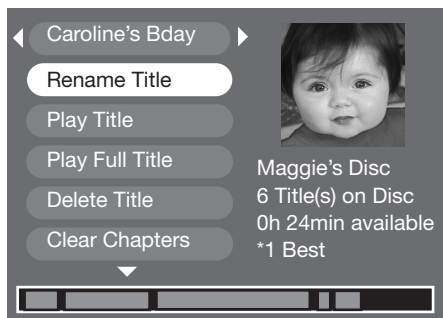 Caroline's Bday
Rename Title
Play Title
Play Full Title
Delete Title
Clear Chapters
Maggie's Disc
6 Title(s) on Disc
0h 24min available
*1 Best